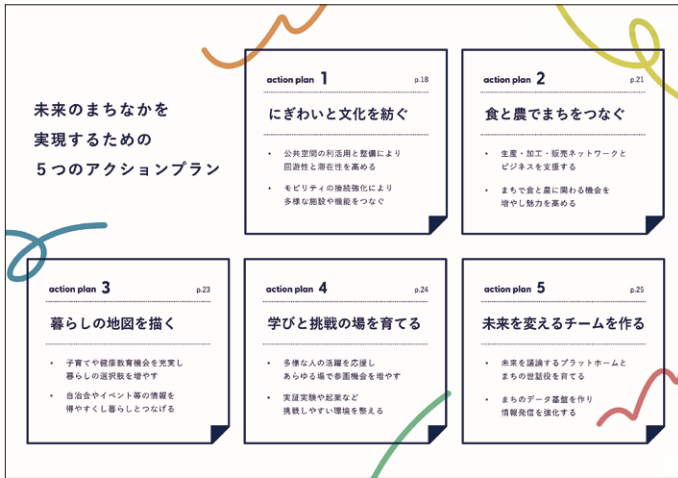 未来のまちなかを
実現するための
5つのアクションプラン
action plan 1 p.18
にぎわいと文化を紡ぐ
• 公共空間の利活用と整備により
回遊性と滞在性を高める
• モビリティの接続強化により
多様な施設や機能をつなぐ
action plan 2 p.21
食と農でまちをつなぐ
• 生産・加工・販売ネットワークと
ビジネスを支援する
• まちで食と農に関わる機会を
増やし魅力を高める
action plan 3 p.23
暮らしの地図を描く
• 子育てや健康教育機会を充実し
暮らしの選択肢を増やす
• 自治会やイベント等の情報を
得やすくし暮らしとつなげる
action plan 4 p.24
学びと挑戦の場を育てる
• 多様な人の活躍を応援し
あらゆる場で参画機会を増やす
• 実証実験や起業など
挑戦しやすい環境を整える
action plan 5 p.25
未来を変えるチームを作る
• 未来を議論するプラットホームと
まちの世話役を育てる
• まちのデータ基盤を作り
情報発信を強化する